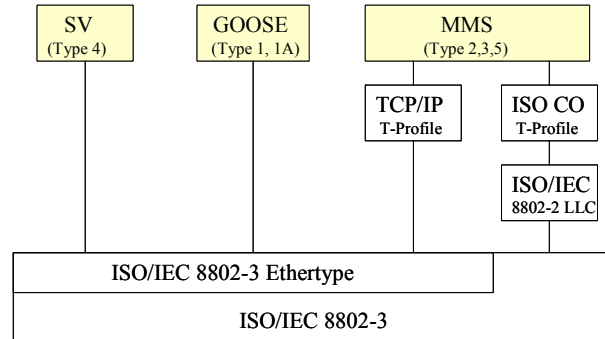 SV
(Type 4)
GOOSE
(Type 1, 1A)
MMS
(Type 2,3,5)
TCP/IP
T-Profile
ISO CO
T-Profile
ISO/IEC
8802-2 LLC
ISO/IEC 8802-3 Ethertype
ISO/IEC 8802-3